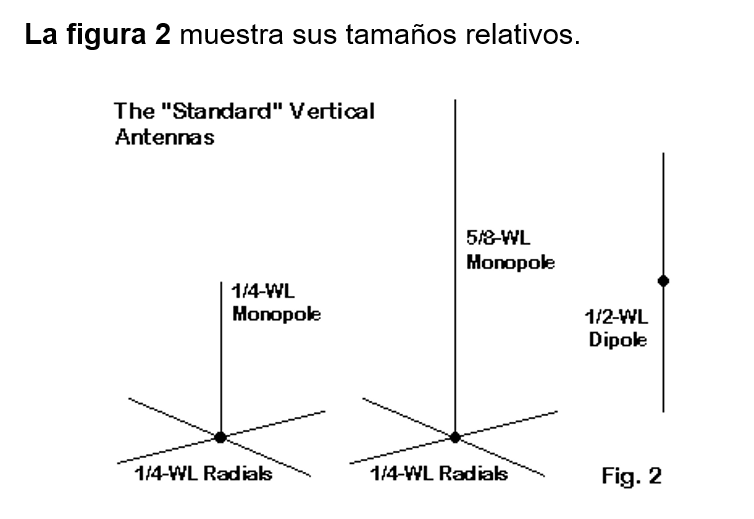 La figura 2 muestra sus tamaños relativos.
The "Standard" Vertical
Antennas
1/4-WL
Monopole
1/4-WL Radials
5/8-WL
Monopole
1/4-WL Radials
1/2-WL
Dipole
Fig. 2